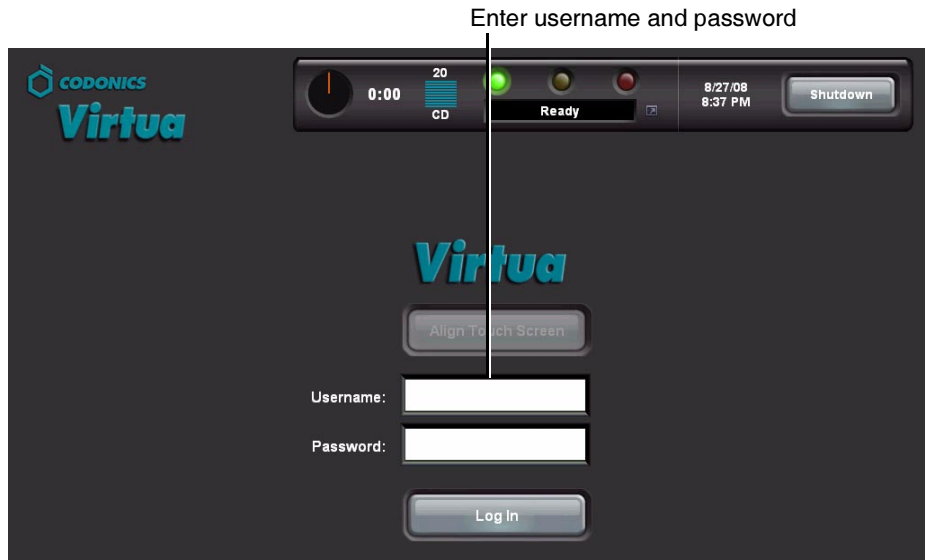 Enter username and password
CODONICS
Virtua
0:00
20
CD
Ready
8/27/08
8:37 PM
Shutdown
Virtua
Align Touch Screen
Username:
Password:
Log In